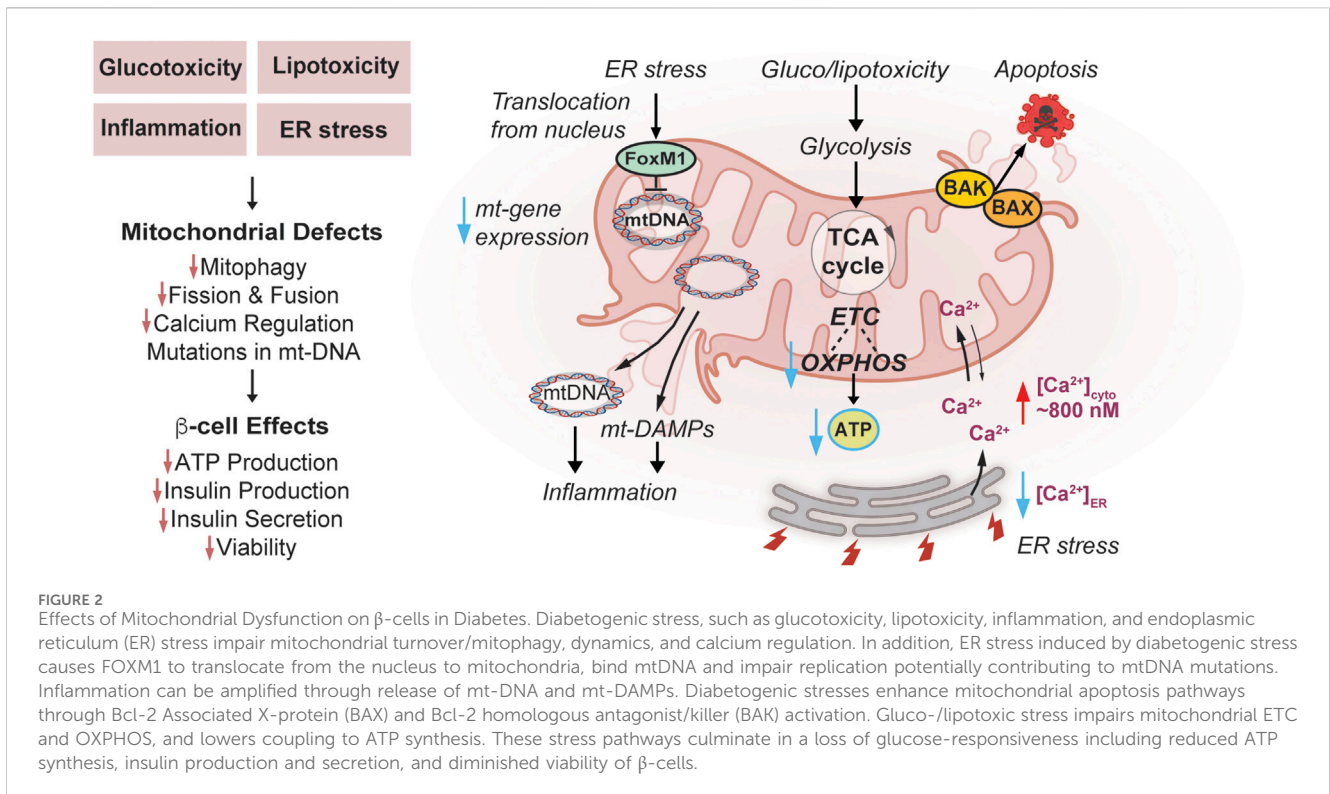 Glucotoxicity
Lipotoxicity
Inflammation
ER stress
Mitochondrial Defects
Mitophagy
Fission & Fusion
Calcium Regulation
Mutations in mt-DNA
β-cell Effects
ATP Production
Insulin Production
Insulin Secretion
Viability
ER stress
Translocation
from nucleus
FoxM1
mtDNA
mt-gene
expression
mtDNA
mt-DAMPs
Inflammation
Gluco/lipotoxicity
Glycolysis
TCA
cycle
ETC
OXPHOS
ATP
Apoptosis
BAK
BAX
Ca²⁺
Ca²⁺
Ca²⁺
[Ca²⁺]cyto
~800 nM
[Ca²⁺]ER
ER stress
FIGURE 2
Effects of Mitochondrial Dysfunction on β-cells in Diabetes. Diabetogenic stress, such as glucotoxicity, lipotoxicity, inflammation, and endoplasmic
reticulum (ER) stress impair mitochondrial turnover/mitophagy, dynamics, and calcium regulation. In addition, ER stress induced by diabetogenic stress
causes FOXM1 to translocate from the nucleus to mitochondria, bind mtDNA and impair replication potentially contributing to mtDNA mutations.
Inflammation can be amplified through release of mt-DNA and mt-DAMPs. Diabetogenic stresses enhance mitochondrial apoptosis pathways
through Bcl-2 Associated X-protein (BAX) and Bcl-2 homologous antagonist/killer (BAK) activation. Gluco-/lipotoxic stress impairs mitochondrial ETC
and OXPHOS, and lowers coupling to ATP synthesis. These stress pathways culminate in a loss of glucose-responsiveness including reduced ATP
synthesis, insulin production and secretion, and diminished viability of β-cells.